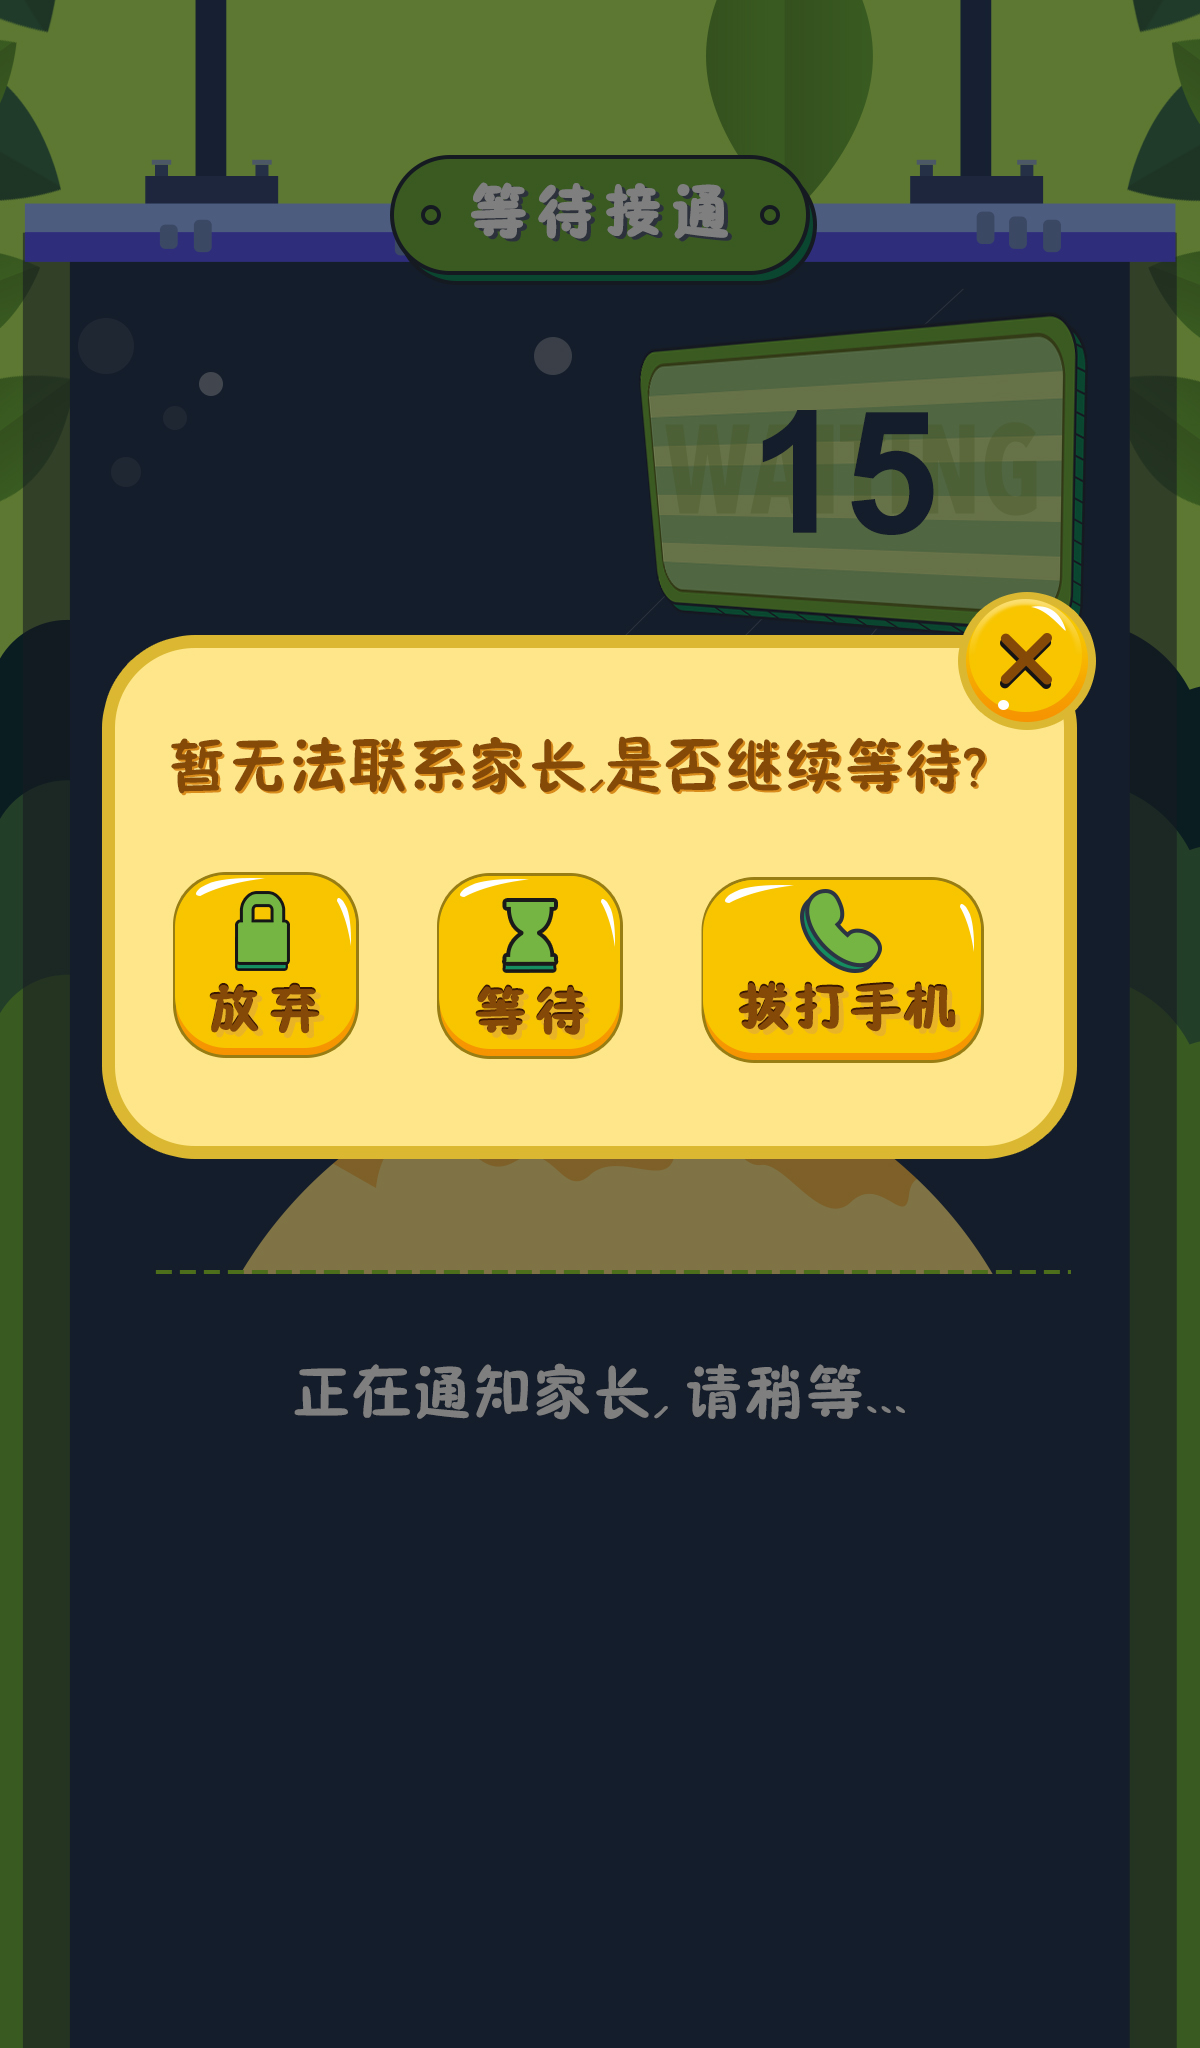 等待接通
WAITING
15
暂无法联系家长,是否继续等待?
放弃
等待
拨打手机
正在通知家长,请稍等...